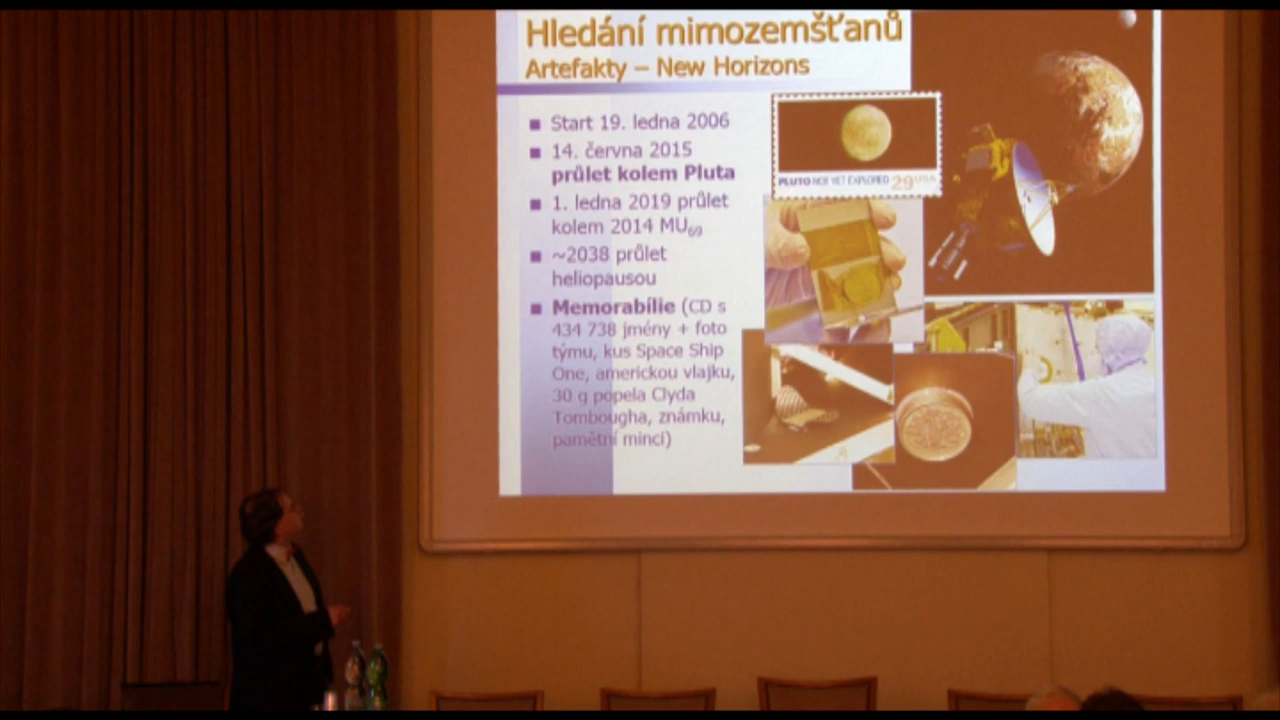 Hledání mimozemšťanů
Artefakty – New Horizons
Start 19. ledna 2006
14. června 2015
průlet kolem Pluta
1. ledna 2019 průlet
kolem 2014 MU69
~2038 průlet
heliopausou
Memorabílie (CD s
434 738 jmény + foto
týmu, kus Space Ship
One, americkou vlajku,
30 g popela Clyda
Tombougha, známku,
pamětní minci)
PLUTO NOT YET EXPLORED 29 USA